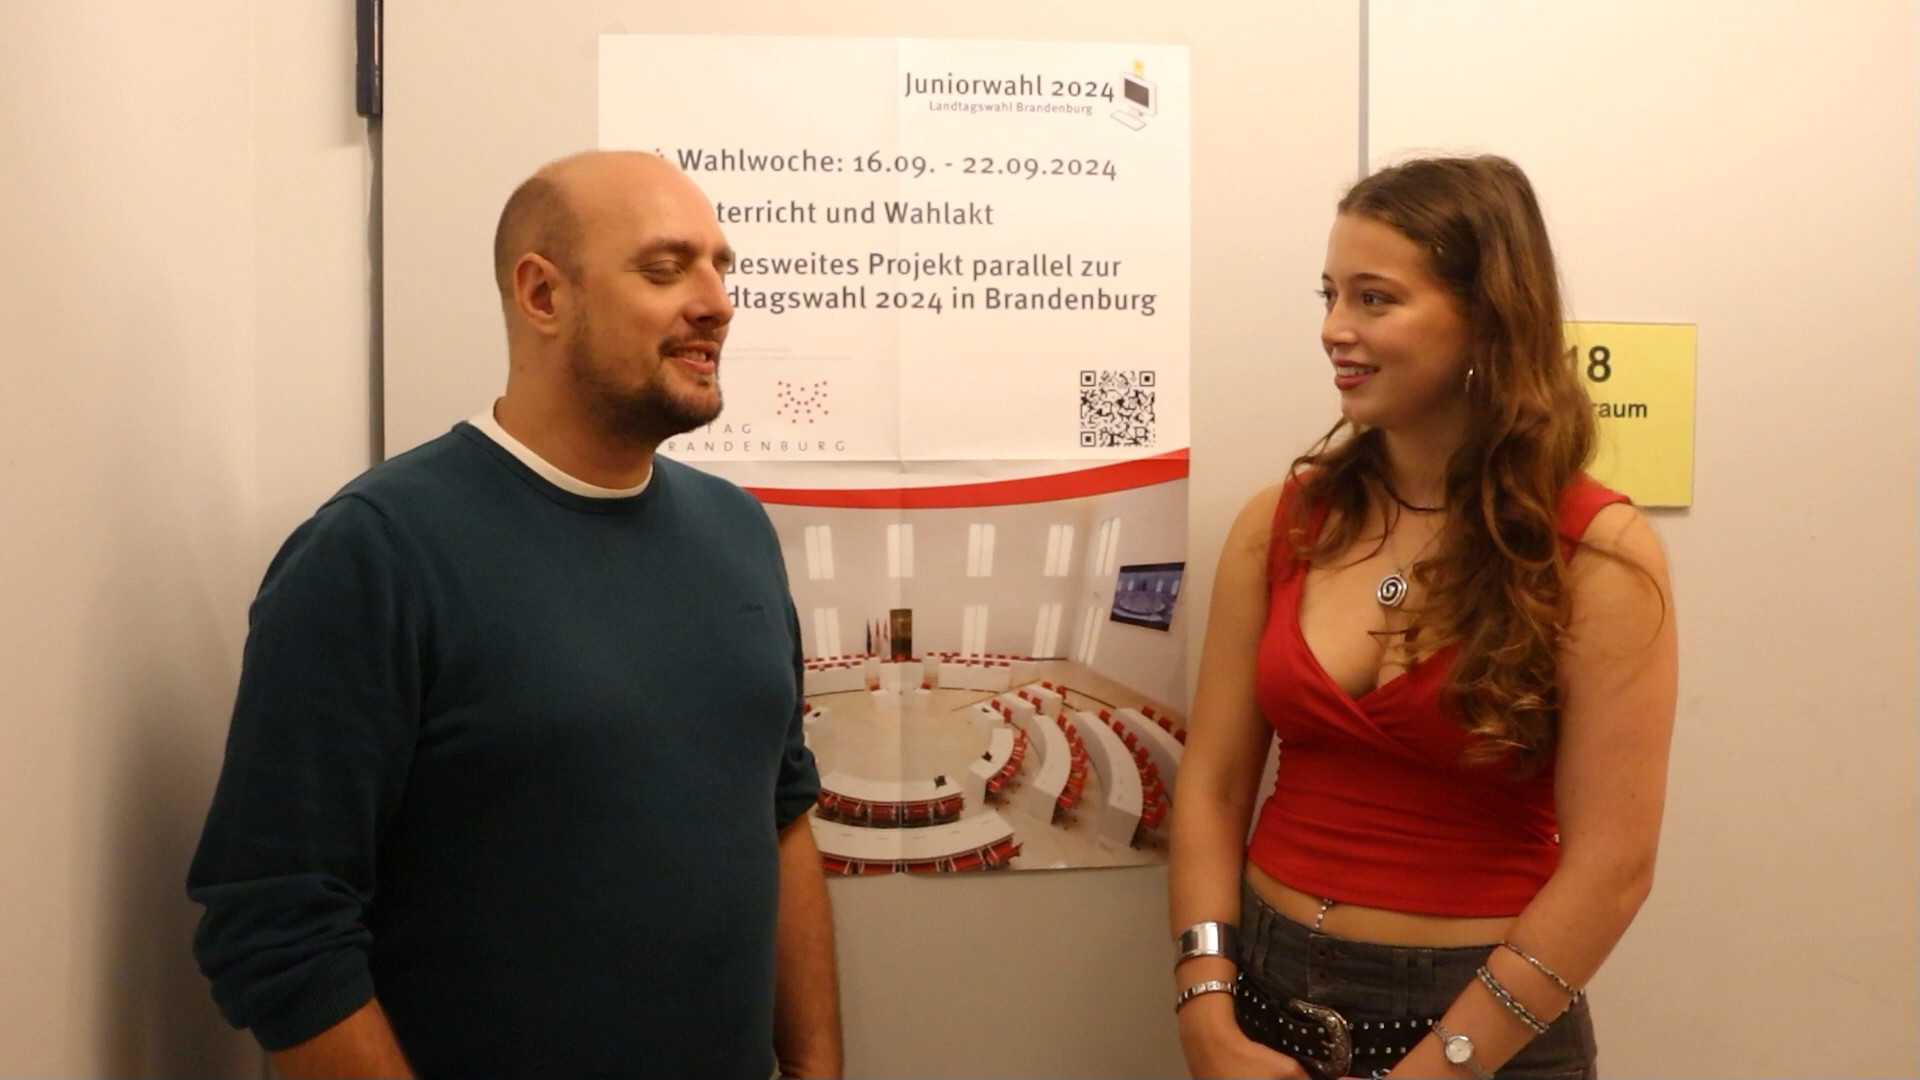 Juniorwahl 2024
Landtagswahl Brandenburg
Wahlwoche: 16.09. - 22.09.2024
terricht und Wahlakt
desweites Projekt parallel zur
dtagswahl 2024 in Brandenburg
TAG
RANDENBURG
18
raum